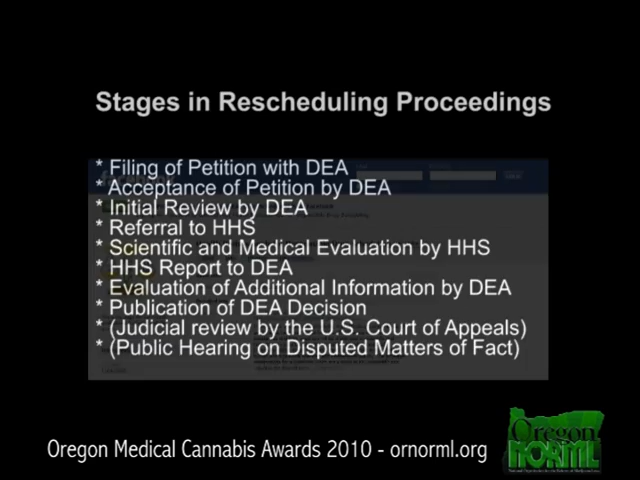 Stages in Rescheduling Proceedings
* Filing of Petition with DEA
* Acceptance of Petition by DEA
* Initial Review by DEA
* Referral to HHS
* Scientific and Medical Evaluation by HHS
* HHS Report to DEA
* Evaluation of Additional Information by DEA
* Publication of DEA Decision
* (Judicial review by the U.S. Court of Appeals)
* (Public Hearing on Disputed Matters of Fact)
Oregon Medical Cannabis Awards 2010 - ornorml.org
Oregon
NORML